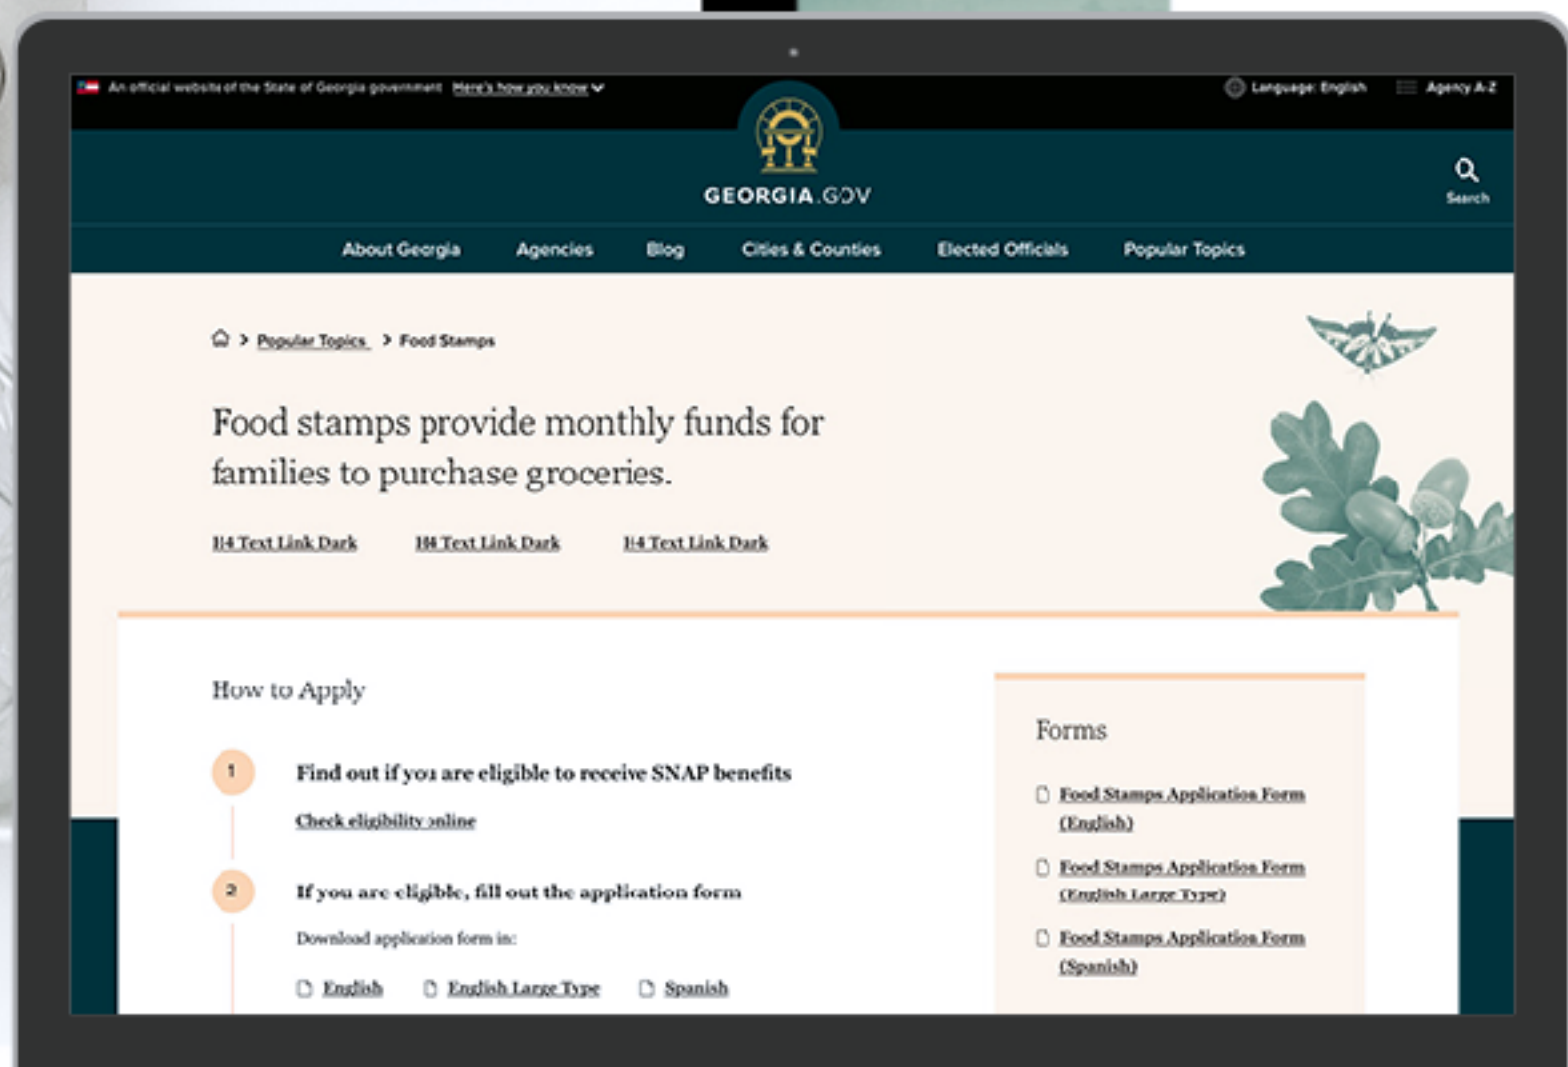 An official website of the State of Georgia government Here's how you know
Language: English
Agency A-Z
GEORGIA.GOV
Search
About Georgia Agencies Blog Cities & Counties Elected Officials Popular Topics
> Popular Topics > Food Stamps
Food stamps provide monthly funds for
families to purchase groceries.
H4 Text Link Dark H4 Text Link Dark H4 Text Link Dark
How to Apply
1 Find out if you are eligible to receive SNAP benefits
Check eligibility online
2 If you are eligible, fill out the application form
Download application form in:
English English Large Type Spanish
Forms
Food Stamps Application Form
(English)
Food Stamps Application Form
(English Large Type)
Food Stamps Application Form
(Spanish)